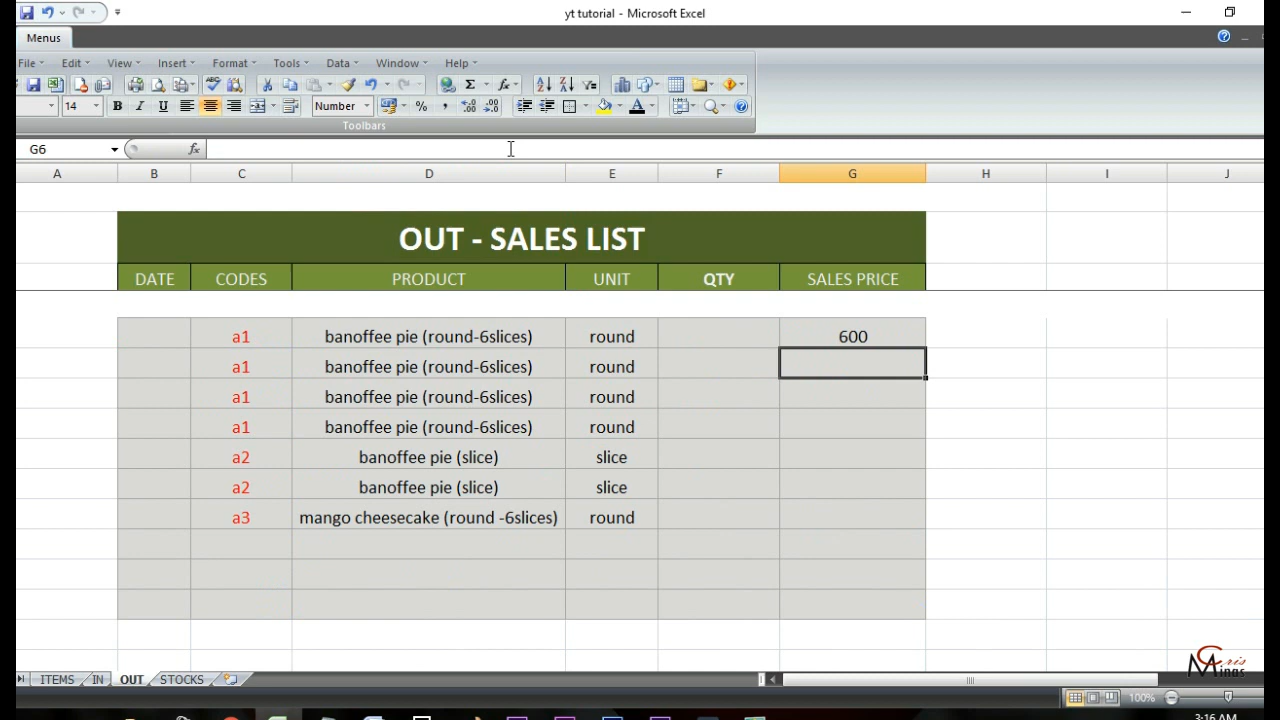 yt tutorial - Microsoft Excel
Menus
File Edit View Insert Format Tools Data Window Help
14 B I U Number % ,
Toolbars
G6 fx
A B C D E F G H I J
OUT - SALES LIST
DATE CODES PRODUCT UNIT QTY SALES PRICE
a1 banoffee pie (round-6slices) round 600
a1 banoffee pie (round-6slices) round
a1 banoffee pie (round-6slices) round
a1 banoffee pie (round-6slices) round
a2 banoffee pie (slice) slice
a2 banoffee pie (slice) slice
a3 mango cheesecake (round -6slices) round
Cris
Minas
ITEMS IN OUT STOCKS
100%
3:16 AM